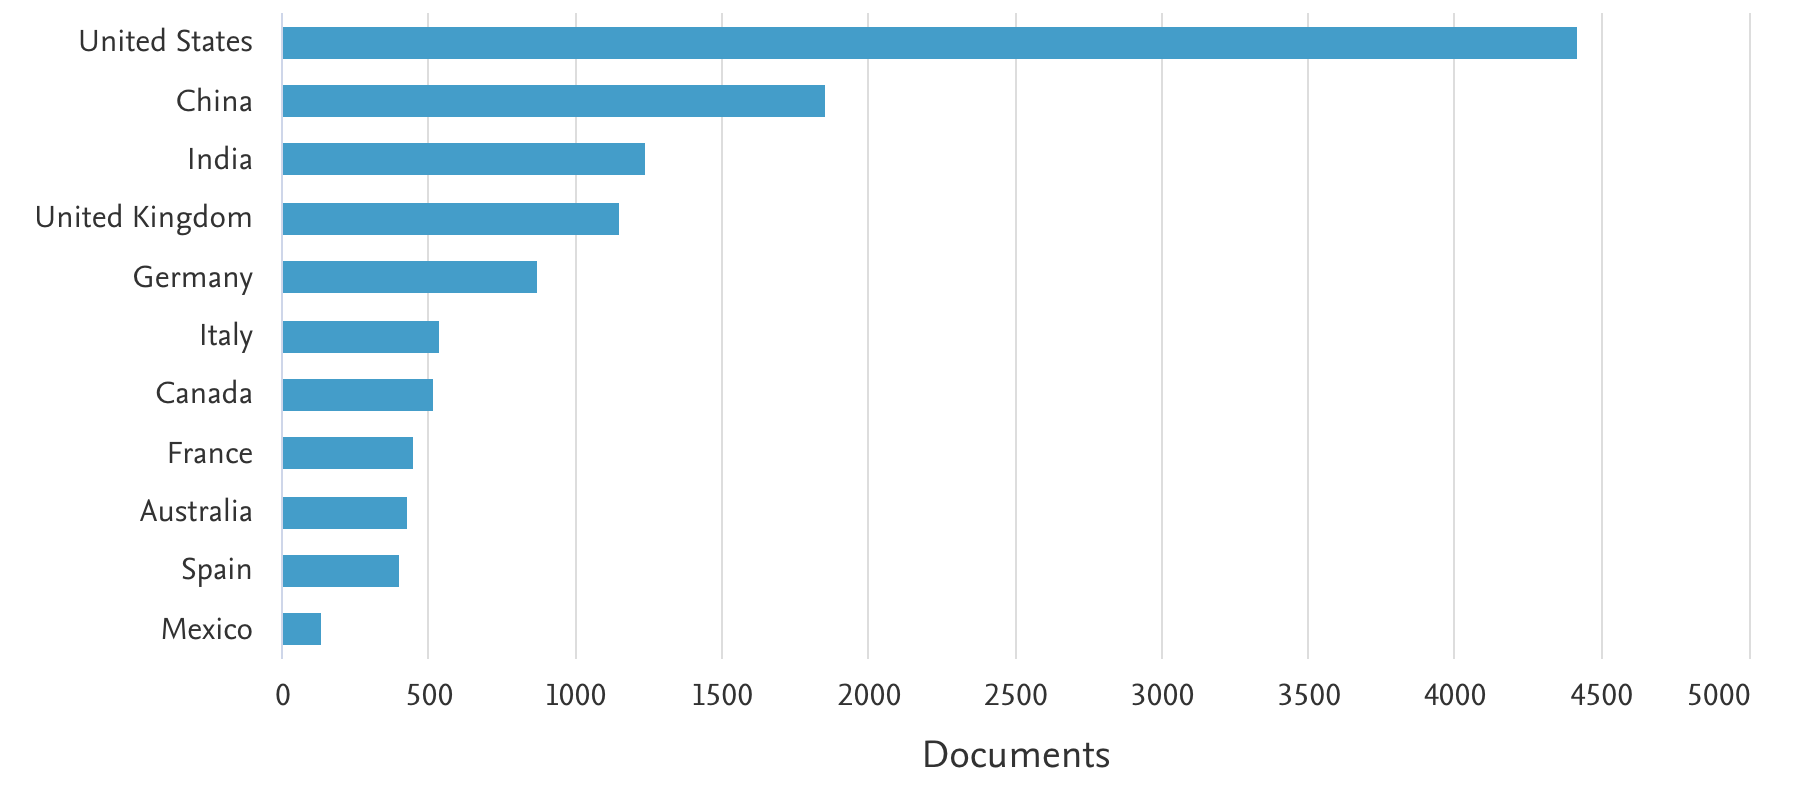 United States
China
India
United Kingdom
Germany
Italy
Canada
France
Australia
Spain
Mexico
0 500 1000 1500 2000 2500 3000 3500 4000 4500 5000
Documents